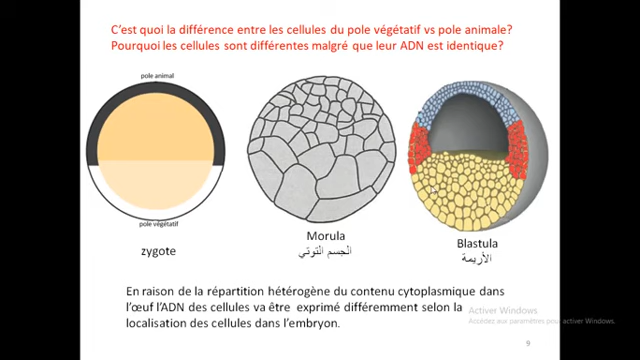 C'est quoi la différence entre les cellules du pole végétatif vs pole animale?
Pourquoi les cellules sont différentes malgré que leur ADN est identique?
pole animal
pole végétatif
zygote
Morula
الجسم التوتي
Blastula
الأريمة
En raison de la répartition hétérogène du contenu cytoplasmique dans
l'œuf l'ADN des cellules va être exprimé différemment selon la
localisation des cellules dans l'embryon.
Activer Windows
Accédez aux paramètres pour activer Windows.
9